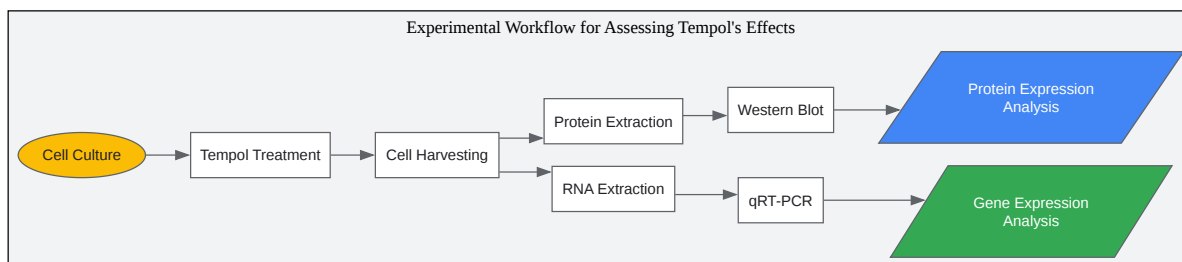 Experimental Workflow for Assessing Tempol's Effects
Cell Culture
Tempol Treatment
Cell Harvesting
Protein Extraction
Western Blot
Protein Expression
Analysis
RNA Extraction
qRT-PCR
Gene Expression
Analysis